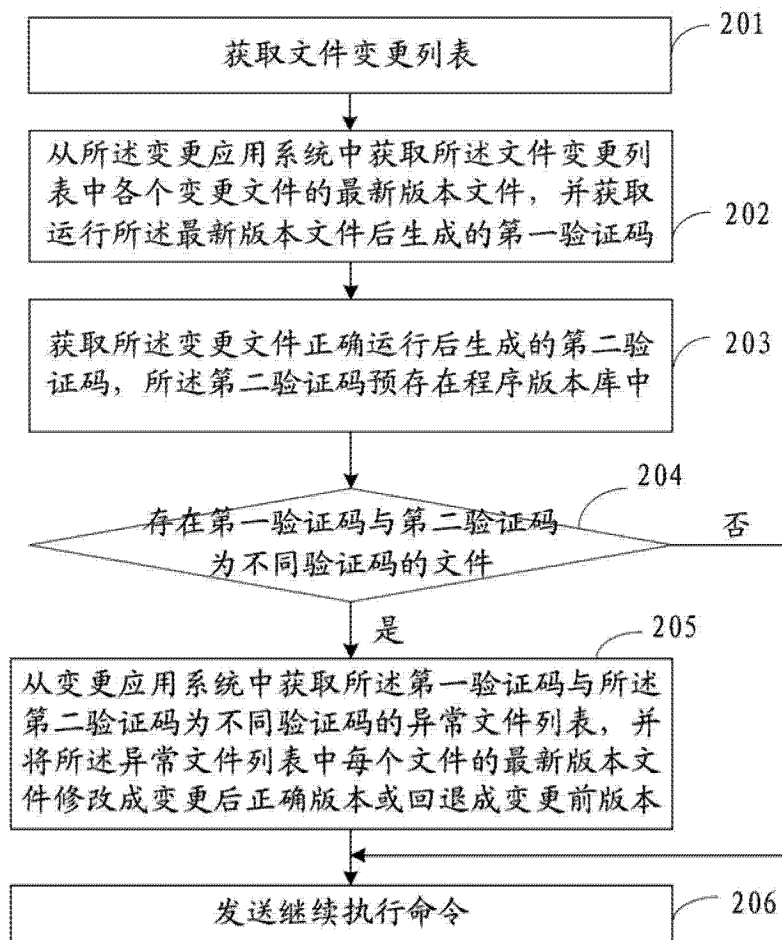 获取文件变更列表
201
从所述变更应用系统中获取所述文件变更列
表中各个变更文件的最新版本文件，并获取
运行所述最新版本文件后生成的第一验证码
202
获取所述变更文件正确运行后生成的第二验
证码，所述第二验证码预存在程序版本库中
203
存在第一验证码与第二验证码
为不同验证码的文件
204
否
是
205
从变更应用系统中获取所述第一验证码与所述
第二验证码为不同验证码的异常文件列表，并
将所述异常文件列表中每个文件的最新版本文
件修改成变更后正确版本或回退成变更前版本
发送继续执行命令
206